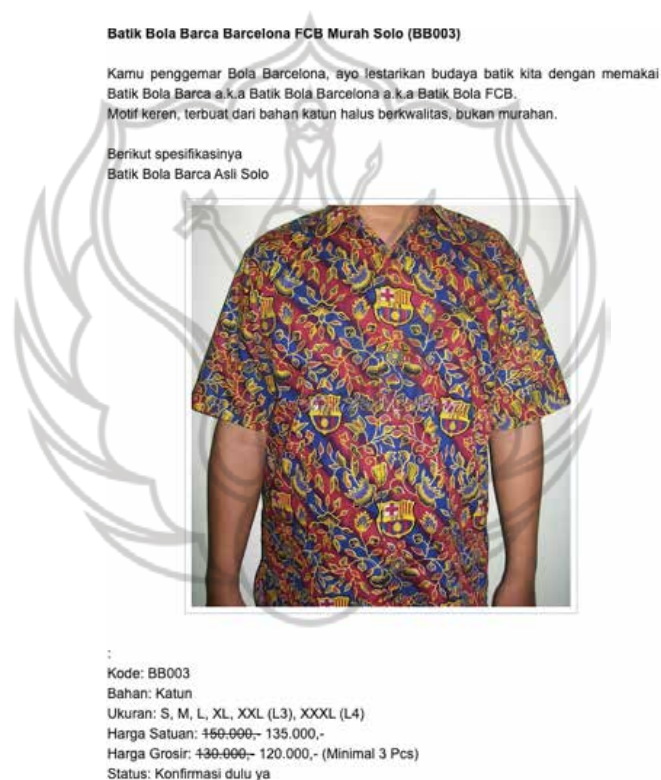 Batik Bola Barca Barcelona FCB Murah Solo (BB003)
Kamu penggemar Bola Barcelona, ayo lestarikan budaya batik kita dengan memakai
Batik Bola Barca a.k.a Batik Bola Barcelona a.k.a Batik Bola FCB.
Motif keren, terbuat dari bahan katun halus berkwalitas, bukan murahan.
Berikut spesifikasinya
Batik Bola Barca Asli Solo
:
Kode: BB003
Bahan: Katun
Ukuran: S, M, L, XL, XXL (L3), XXXL (L4)
Harga Satuan: 150.000,- 135.000,-
Harga Grosir: 130.000,- 120.000,- (Minimal 3 Pcs)
Status: Konfirmasi dulu ya